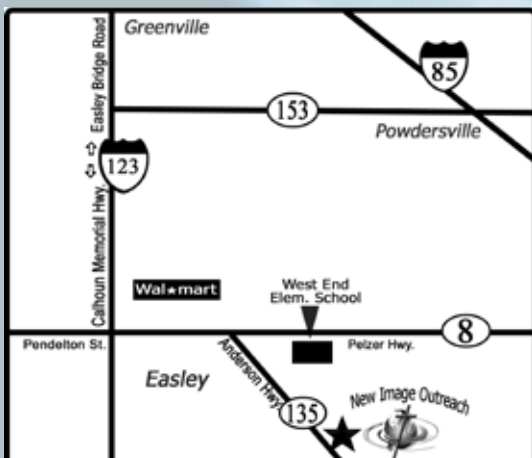 Greenville
Easley Bridge Road
85
153
Powdersville
123
Calhoun Memorial Hwy.
Wal★mart
West End
Elem. School
8
Pendelton St.
Pelzer Hwy.
Anderson Hwy.
Easley
New Image Outreach
135